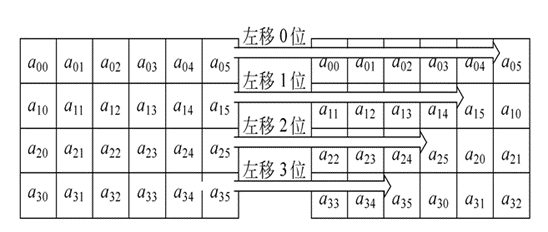 左移0位
a00 a01 a02 a03 a04 a05 a00 a01 a02 a03 a04 a05
左移1位
a10 a11 a12 a13 a14 a15 a11 a12 a13 a14 a15 a10
左移2位
a20 a21 a22 a23 a24 a25 a22 a23 a24 a25 a20 a21
左移3位
a30 a31 a32 a33 a34 a35 a33 a34 a35 a30 a31 a32